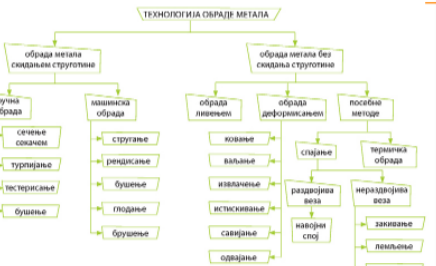 ТЕХНОЛОГИЈА ОБРАДЕ МЕТАЛА
обрада метала
скидањем струготине
обрада метала без
скидања струготине
машинска
обрада
обрада
ливењем
обрада
деформисањем
посебне
методе
сечење
секачем
турпијање
тестерисање
бушење
стругање
рендисање
бушење
глодање
брушење
ковање
ваљање
извлачење
истискивање
савијање
одвајање
спајање
термичка
обрада
раздвојива
веза
нераздвојива
веза
навојни
спој
закивање
лемљење